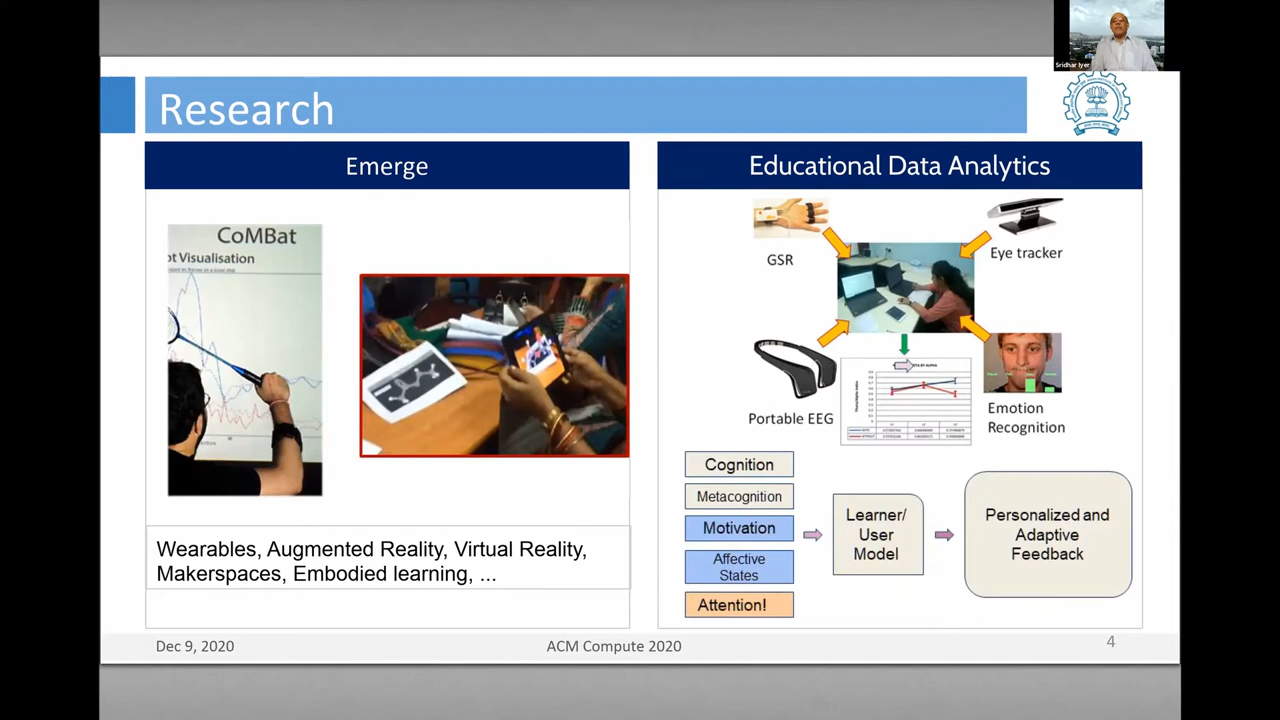 Sridhar Iyer
Research
Emerge
Educational Data Analytics
CoMBat
ot Visualisation
GSR
Eye tracker
Portable EEG
Emotion
Recognition
Cognition
Metacognition
Motivation
Affective
States
Attention!
Learner/
User
Model
Personalized and
Adaptive
Feedback
Wearables, Augmented Reality, Virtual Reality,
Makerspaces, Embodied learning, ...
Dec 9, 2020
ACM Compute 2020
4